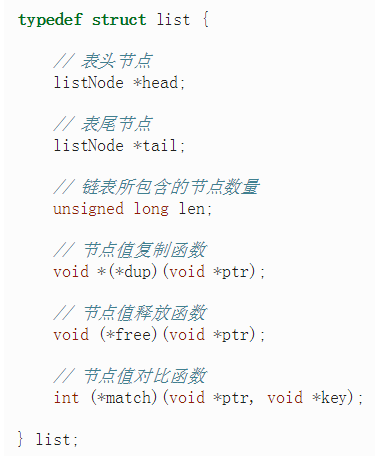 typedef struct list {
// 表头节点
listNode *head;
// 表尾节点
listNode *tail;
// 链表所包含的节点数量
unsigned long len;
// 节点值复制函数
void *(*dup)(void *ptr);
// 节点值释放函数
void (*free)(void *ptr);
// 节点值对比函数
int (*match)(void *ptr, void *key);
} list;